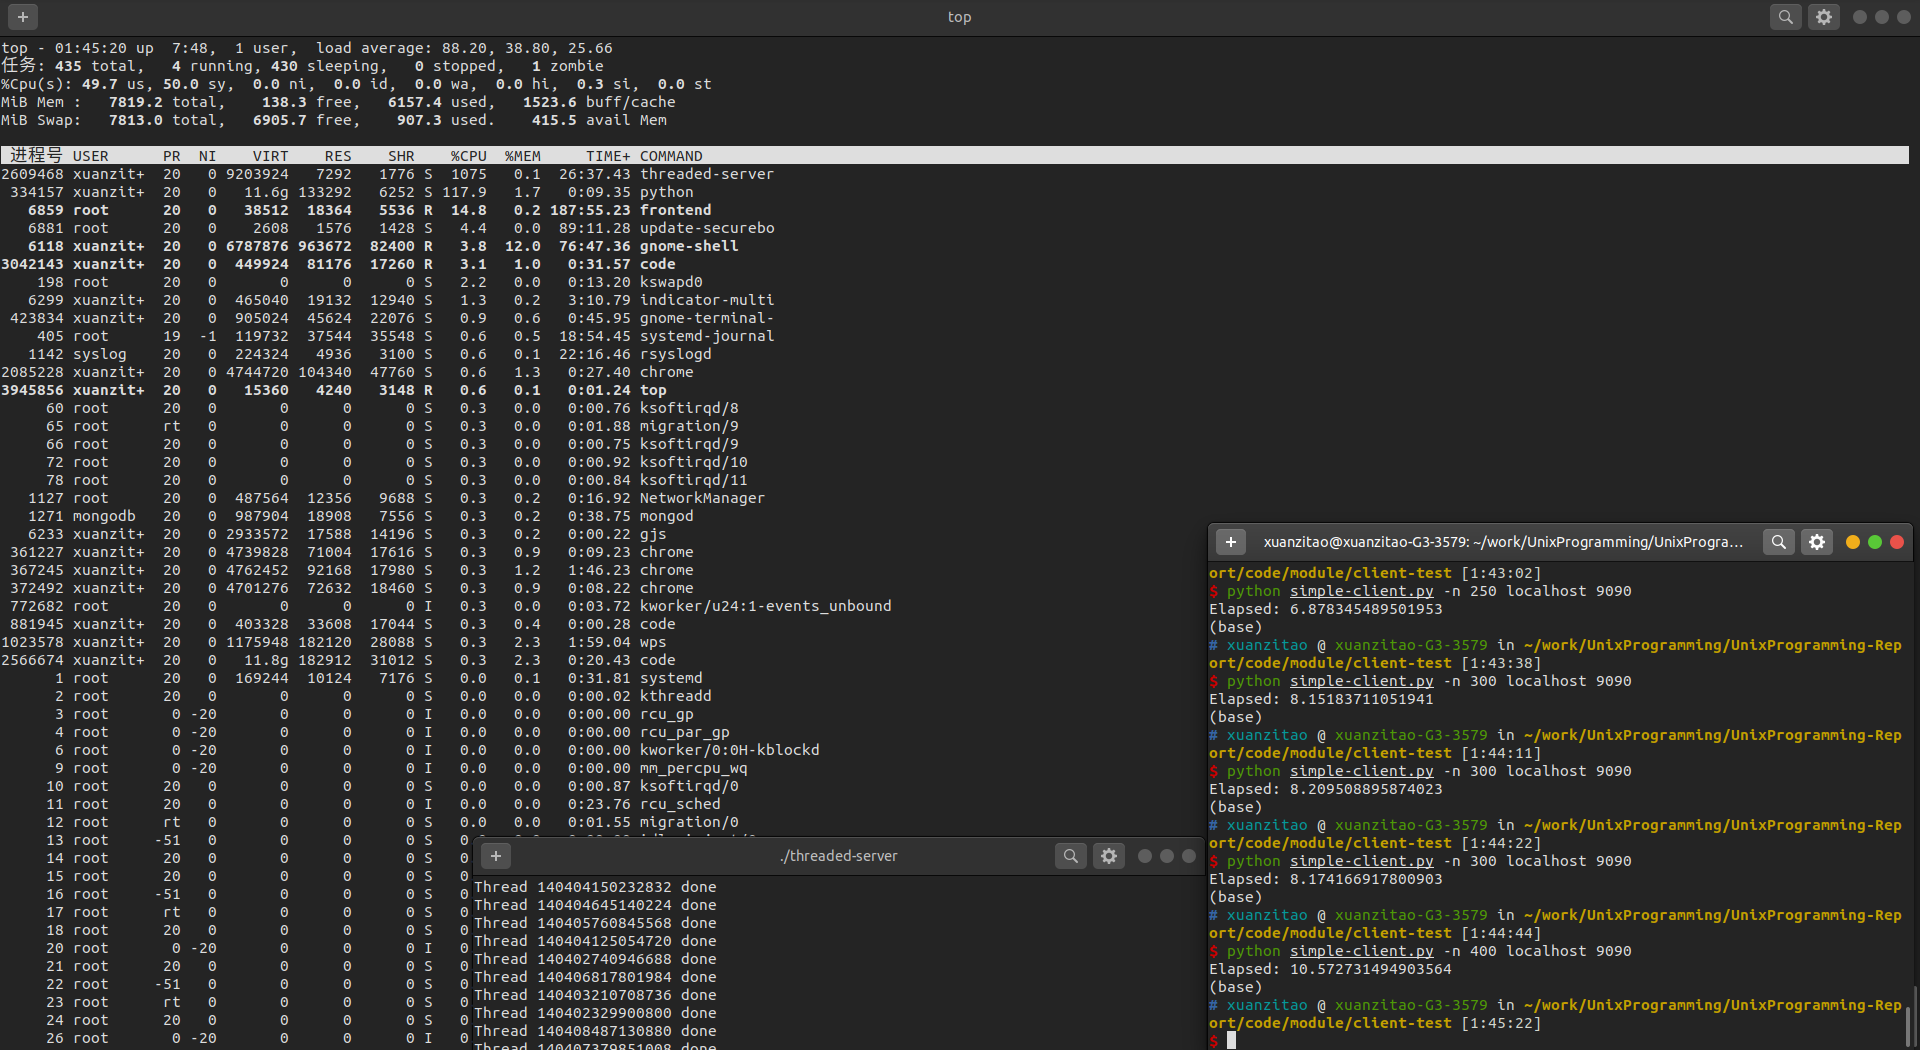 top
top - 01:45:20 up  7:48,  1 user,  load average: 88.20, 38.80, 25.66
任务: 435 total,   4 running, 430 sleeping,   0 stopped,   1 zombie
%Cpu(s): 49.7 us, 50.0 sy,  0.0 ni,  0.0 id,  0.0 wa,  0.0 hi,  0.3 si,  0.0 st
MiB Mem :   7819.2 total,    138.3 free,   6157.4 used,   1523.6 buff/cache
MiB Swap:   7813.0 total,   6905.7 free,    907.3 used.    415.5 avail Mem
进程号 USER      PR  NI    VIRT    RES    SHR    %CPU  %MEM     TIME+ COMMAND
2609468 xuanzit+  20   0 9203924   7292   1776 S  1075   0.1  26:37.43 threaded-server
334157 xuanzit+  20   0   11.6g 133292   6252 S 117.9   1.7   0:09.35 python
6859 root      20   0   38512  18364   5536 R  14.8   0.2 187:55.23 frontend
6881 root      20   0    2608   1576   1428 S   4.4   0.0  89:11.28 update-securebo
6118 xuanzit+  20   0 6787876 963672  82400 R   3.8  12.0  76:47.36 gnome-shell
3042143 xuanzit+  20   0  449924  81176  17260 R   3.1   1.0   0:31.57 code
198 root      20   0       0      0      0 S   2.2   0.0   0:13.20 kswapd0
6299 xuanzit+  20   0  465040  19132  12940 S   1.3   0.2   3:10.79 indicator-multi
423834 xuanzit+  20   0  905024  45624  22076 S   0.9   0.6   0:45.95 gnome-terminal-
405 root      19  -1  119732  37544  35548 S   0.6   0.5  18:54.45 systemd-journal
1142 syslog    20   0  224324   4936   3100 S   0.6   0.1  22:16.46 rsyslogd
2085228 xuanzit+  20   0 4744720 104340  47760 S   0.6   1.3   0:27.40 chrome
3945856 xuanzit+  20   0   15360   4240   3148 R   0.6   0.1   0:01.24 top
60 root      20   0       0      0      0 S   0.3   0.0   0:00.76 ksoftirqd/8
65 root      rt   0       0      0      0 S   0.3   0.0   0:01.88 migration/9
66 root      20   0       0      0      0 S   0.3   0.0   0:00.75 ksoftirqd/9
72 root      20   0       0      0      0 S   0.3   0.0   0:00.92 ksoftirqd/10
78 root      20   0       0      0      0 S   0.3   0.0   0:00.84 ksoftirqd/11
1127 root      20   0  487564  12356   9688 S   0.3   0.2   0:16.92 NetworkManager
1271 mongodb   20   0  987904  18908   7556 S   0.3   0.2   0:38.75 mongod
6233 xuanzit+  20   0 2933572  17588  14196 S   0.3   0.2   0:00.22 gjs
361227 xuanzit+  20   0 4739828  71004  17616 S   0.3   0.9   0:09.23 chrome
367245 xuanzit+  20   0 4762452  92168  17980 S   0.3   1.2   1:46.23 chrome
372492 xuanzit+  20   0 4701276  72632  18460 S   0.3   0.9   0:08.22 chrome
772682 root      20   0       0      0      0 I   0.3   0.0   0:03.72 kworker/u24:1-events_unbound
881945 xuanzit+  20   0  403328  33608  17044 S   0.3   0.4   0:00.28 code
1023578 xuanzit+  20   0 1175948 182120  28088 S   0.3   2.3   1:59.04 wps
2566674 xuanzit+  20   0   11.8g 182912  31012 S   0.3   2.3   0:20.43 code
1 root      20   0  169244  10124   7176 S   0.0   0.1   0:31.81 systemd
2 root      20   0       0      0      0 S   0.0   0.0   0:00.02 kthreadd
3 root       0 -20       0      0      0 I   0.0   0.0   0:00.00 rcu_gp
4 root       0 -20       0      0      0 I   0.0   0.0   0:00.00 rcu_par_gp
6 root       0 -20       0      0      0 I   0.0   0.0   0:00.00 kworker/0:0H-kblockd
9 root       0 -20       0      0      0 I   0.0   0.0   0:00.00 mm_percpu_wq
10 root      20   0       0      0      0 S   0.0   0.0   0:00.87 ksoftirqd/0
11 root      20   0       0      0      0 I   0.0   0.0   0:23.76 rcu_sched
12 root      rt   0       0      0      0 S   0.0   0.0   0:01.55 migration/0
13 root     -51   0       0      0      0 S   0
14 root      20   0       0      0      0 S   0
15 root      20   0       0      0      0 S   0
16 root     -51   0       0      0      0 S   0
17 root      rt   0       0      0      0 S   0
18 root      20   0       0      0      0 S   0
20 root       0 -20       0      0      0 I   0
21 root      20   0       0      0      0 S   0
22 root     -51   0       0      0      0 S   0
23 root      rt   0       0      0      0 S   0
24 root      20   0       0      0      0 S   0
26 root       0 -20       0      0      0 I   0
./threaded-server
Thread 140404150232832 done
Thread 140404645140224 done
Thread 140405760845568 done
Thread 140404125054720 done
Thread 140402740946688 done
Thread 140406817801984 done
Thread 140403210708736 done
Thread 140402329900800 done
Thread 140408487130880 done
Thread 140407379851008 done
xuanzitao@xuanzitao-G3-3579: ~/work/UnixProgramming/UnixProgra...
ort/code/module/client-test [1:43:02]
$ python simple-client.py -n 250 localhost 9090
Elapsed: 6.878345489501953
(base)
# xuanzitao @ xuanzitao-G3-3579 in ~/work/UnixProgramming/UnixProgramming-Rep
ort/code/module/client-test [1:43:38]
$ python simple-client.py -n 300 localhost 9090
Elapsed: 8.15183711051941
(base)
# xuanzitao @ xuanzitao-G3-3579 in ~/work/UnixProgramming/UnixProgramming-Rep
ort/code/module/client-test [1:44:11]
$ python simple-client.py -n 300 localhost 9090
Elapsed: 8.209508895874023
(base)
# xuanzitao @ xuanzitao-G3-3579 in ~/work/UnixProgramming/UnixProgramming-Rep
ort/code/module/client-test [1:44:22]
$ python simple-client.py -n 300 localhost 9090
Elapsed: 8.174166917800903
(base)
# xuanzitao @ xuanzitao-G3-3579 in ~/work/UnixProgramming/UnixProgramming-Rep
ort/code/module/client-test [1:44:44]
$ python simple-client.py -n 400 localhost 9090
Elapsed: 10.572731494903564
(base)
# xuanzitao @ xuanzitao-G3-3579 in ~/work/UnixProgramming/UnixProgramming-Rep
ort/code/module/client-test [1:45:22]
$